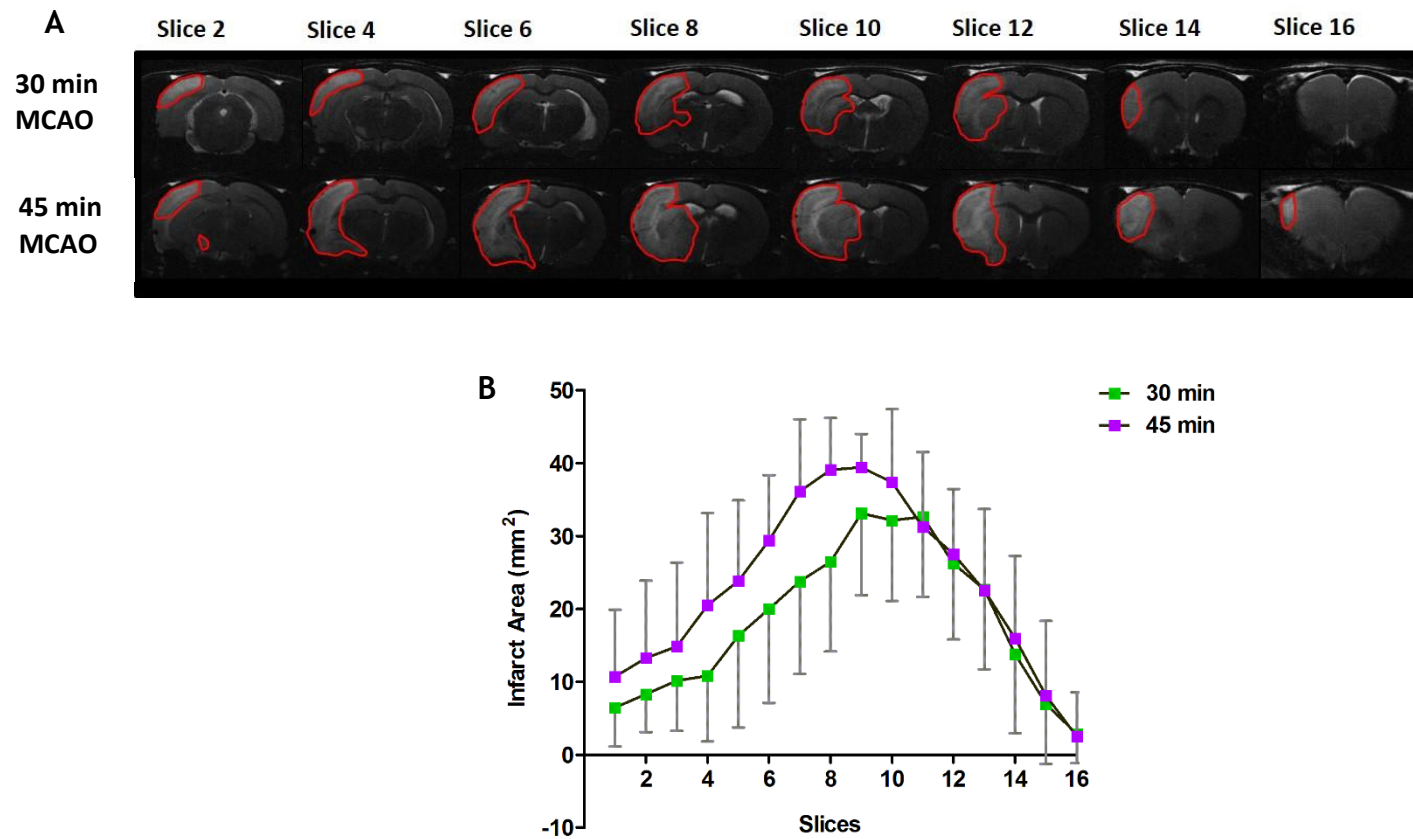 A
Slice 2 Slice 4 Slice 6 Slice 8 Slice 10 Slice 12 Slice 14 Slice 16
30 min
MCAO
45 min
MCAO
B
30 min
45 min
50
40
30
20
10
0
-10
Infarct Area (mm²)
2 4 6 8 10 12 14 16
Slices